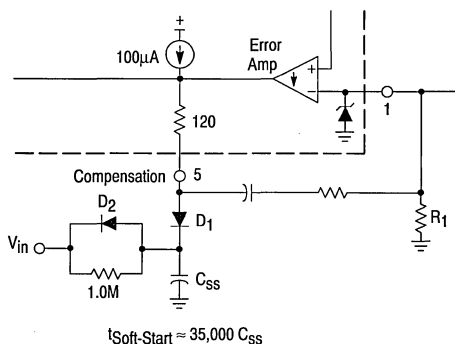 +
100µA
Error
Amp
+
−
1
120
Compensation 5
D2
D1
Vin
R1
1.0M
Css
tSoft-Start ≈ 35,000 Css